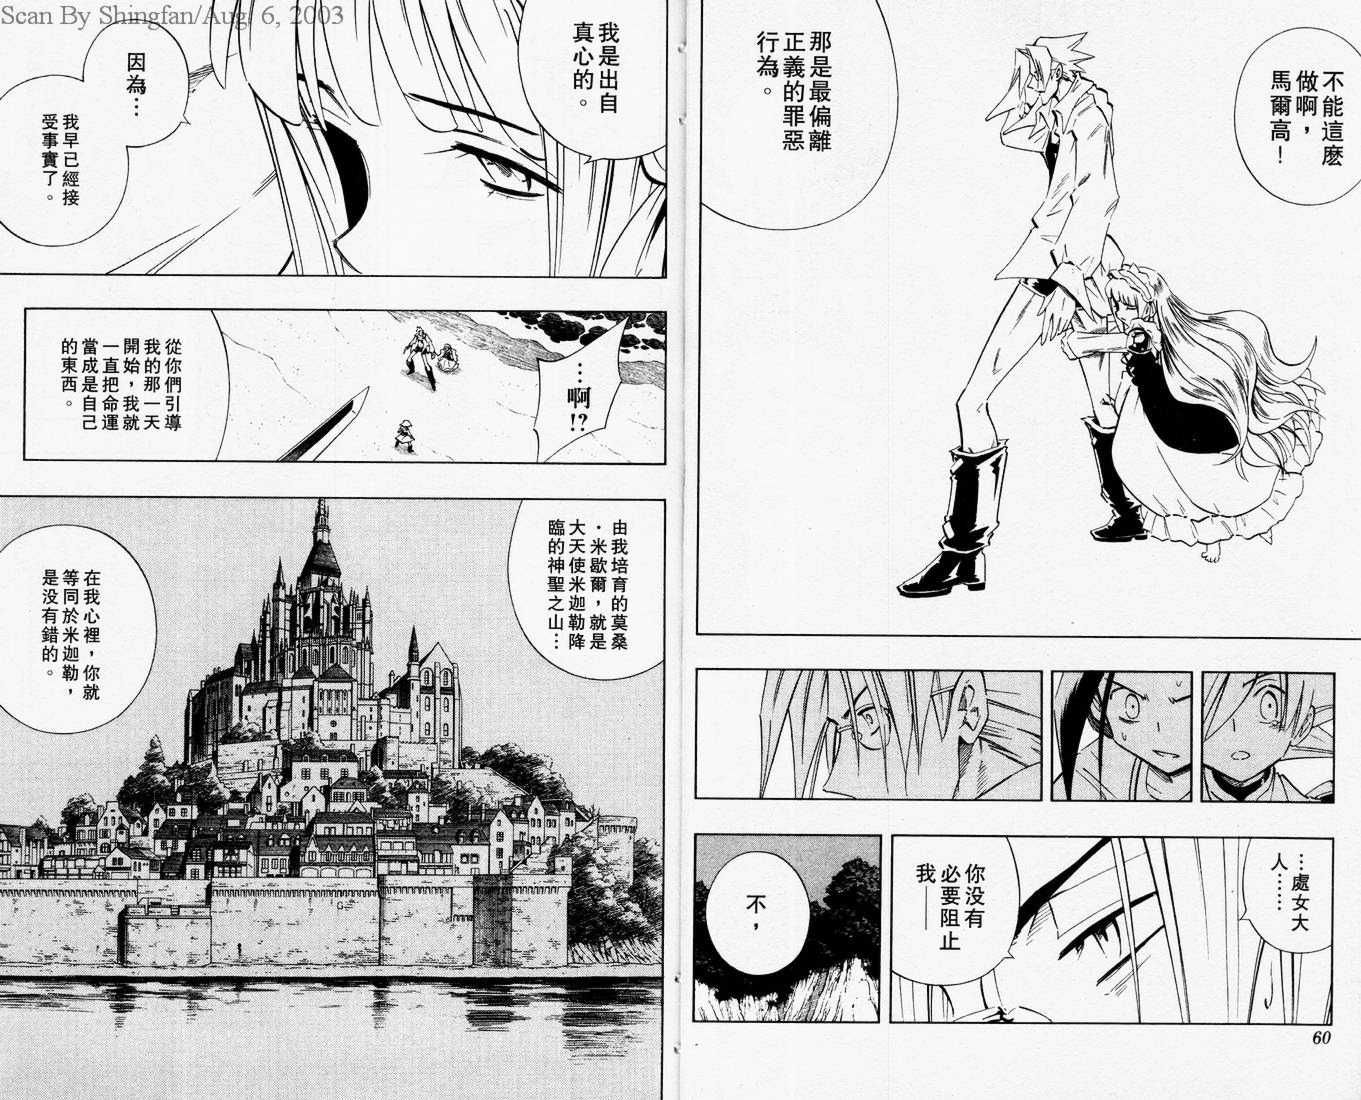 Scan By Shingfan/Aug/ 6, 2003
不能這麽
做啊，
馬爾高！
那是最偏離
正義的罪惡
行為。
…處女大
人……
你没有
必要阻止
我——
不，
60
我是出自
真心的。
因為…
我早已經接
受事實了。
…啊!?
從你們引導
我的那一天
開始，我就
一直把命運
當成是自己
的東西。
由我培育的莫桑
・米歇爾，就是
大天使米迦勒降
臨的神聖之山…
在我心裡，你就
等同於米迦勒，
是没有錯的。